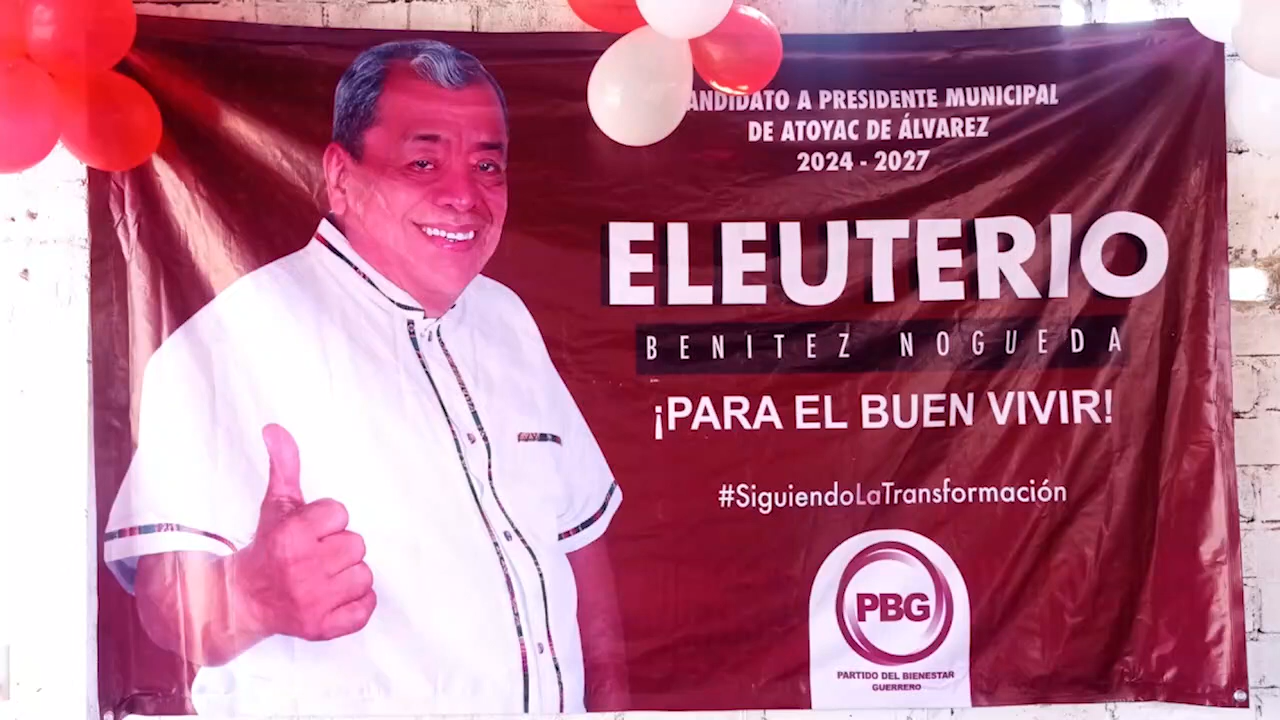 ANDIDATO A PRESIDENTE MUNICIPAL
DE ATOYAC DE ÁLVAREZ
2024 - 2027
ELEUTERIO
BENITEZ NOGUEDA
¡PARA EL BUEN VIVIR!
#SiguiendoLaTransformación
PBG
PARTIDO DEL BIENESTAR
GUERRERO